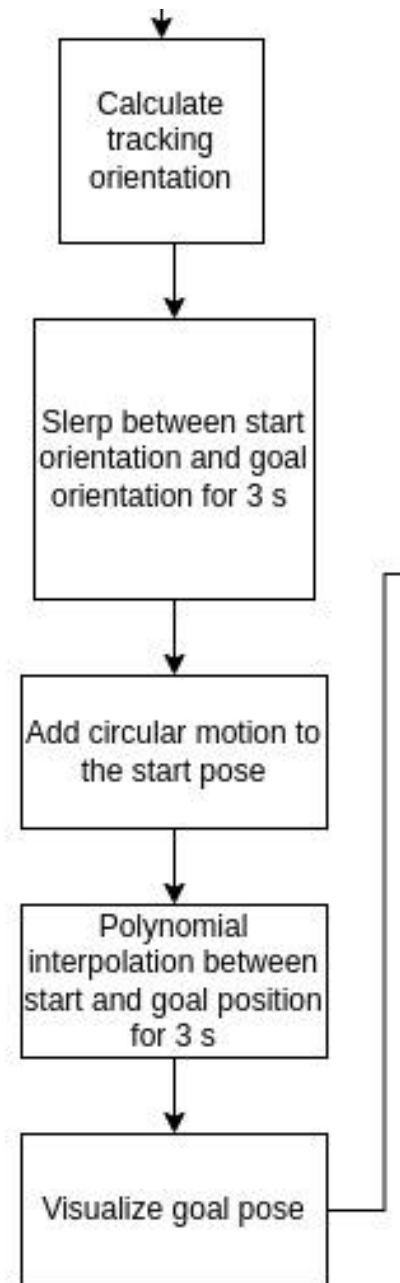 Calculate
tracking
orientation
Slerp between start
orientation and goal
orientation for 3 s
Add circular motion to
the start pose
Polynomial
interpolation between
start and goal position
for 3 s
Visualize goal pose